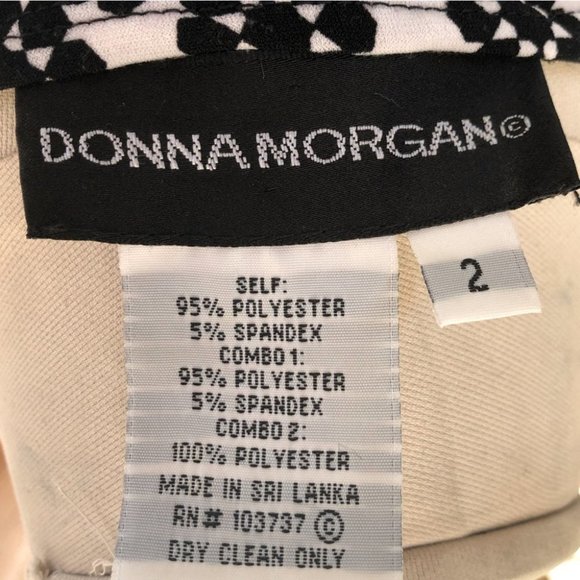 DONNA MORGAN©
2
SELF:
95% POLYESTER
5% SPANDEX
COMBO 1:
95% POLYESTER
5% SPANDEX
COMBO 2:
100% POLYESTER
MADE IN SRI LANKA
RN# 103737 ©
DRY CLEAN ONLY